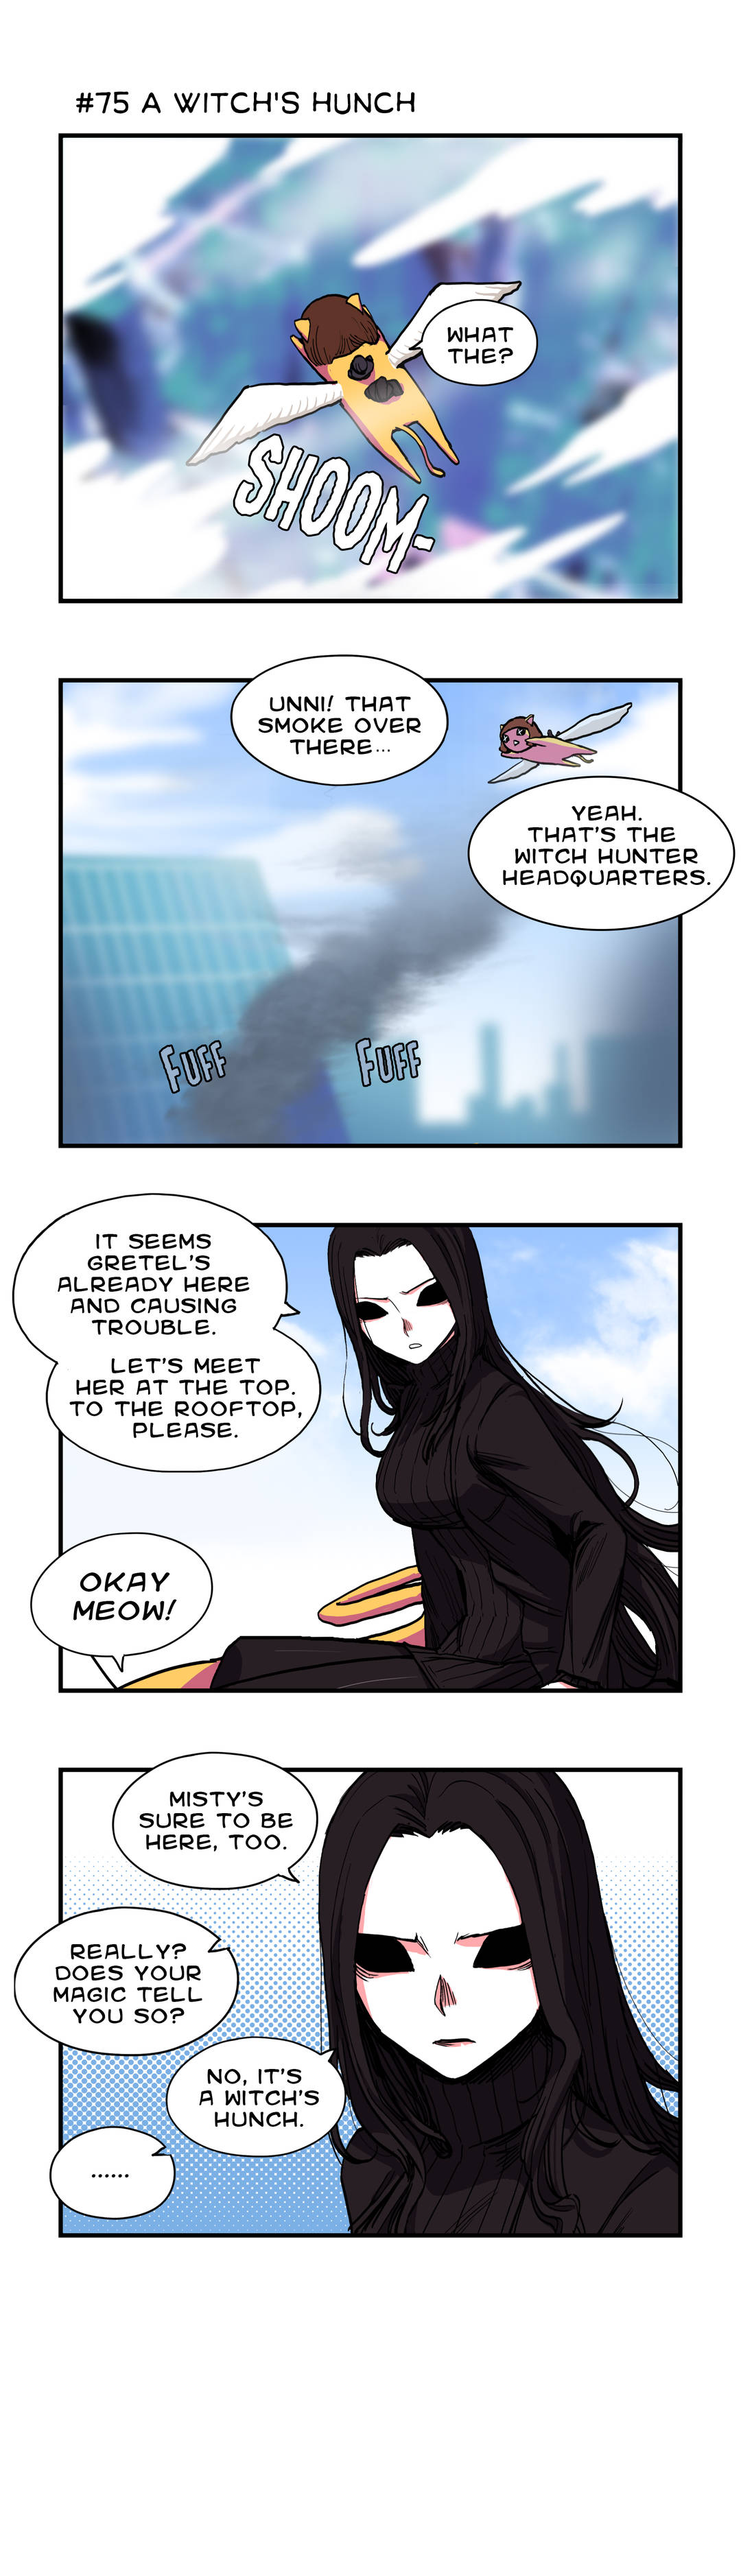 #75 A WITCH'S HUNCH
WHAT
THE?
SHOOM-
UNNI! THAT
SMOKE OVER
THERE...
YEAH.
THAT'S THE
WITCH HUNTER
HEADQUARTERS.
FUFF
FUFF
IT SEEMS
GRETEL'S
ALREADY HERE
AND CAUSING
TROUBLE.
LET'S MEET
HER AT THE TOP.
TO THE ROOFTOP,
PLEASE.
OKAY
MEOW!
MISTY'S
SURE TO BE
HERE, TOO.
REALLY?
DOES YOUR
MAGIC TELL
YOU SO?
NO, IT'S
A WITCH'S
HUNCH.
......